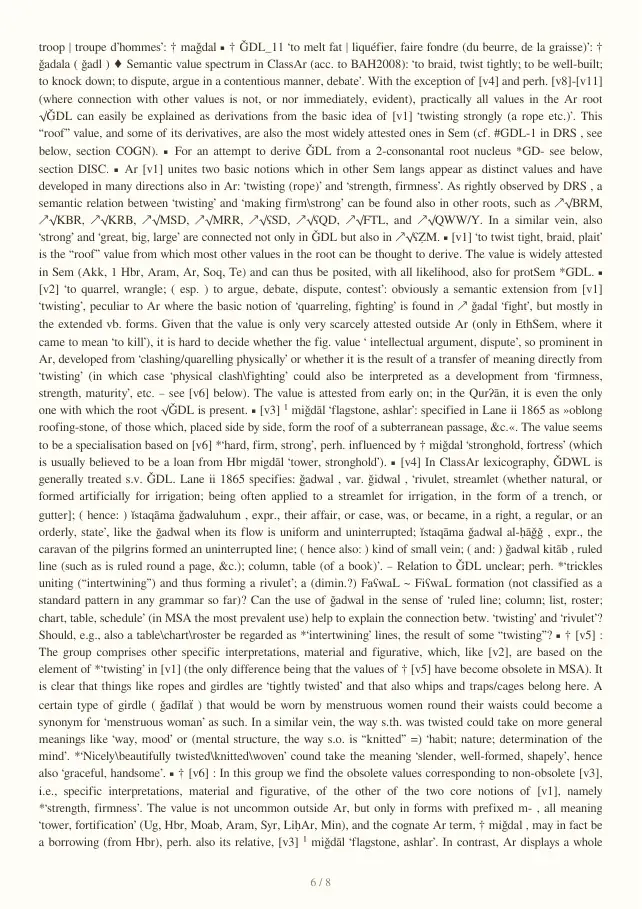 troop | troupe d’hommes’: † maǧdal ▪ † ǦDL_11 ‘to melt fat | liquéfier, faire fondre (du beurre, de la graisse)’: †
ǧadala ( ǧadl ) ♦ Semantic value spectrum in ClassAr (acc. to BAH2008): ‘to braid, twist tightly; to be well-built;
to knock down; to dispute, argue in a contentious manner, debate’. With the exception of [v4] and perh. [v8]-[v11]
(where connection with other values is not, or nor immediately, evident), practically all values in the Ar root
√ǦDL can easily be explained as derivations from the basic idea of [v1] ‘twisting strongly (a rope etc.)’. This
“roof” value, and some of its derivatives, are also the most widely attested ones in Sem (cf. #GDL-1 in DRS , see
below, section COGN). ▪ For an attempt to derive ǦDL from a 2-consonantal root nucleus *GD- see below,
section DISC. ▪ Ar [v1] unites two basic notions which in other Sem langs appear as distinct values and have
developed in many directions also in Ar: ‘twisting (rope)’ and ‘strength, firmness’. As rightly observed by DRS , a
semantic relation between ‘twisting’ and ‘making firm\strong’ can be found also in other roots, such as ↗√BRM,
↗√KBR, ↗√KRB, ↗√MSD, ↗√MRR, ↗√ʕSD, ↗√ʕQD, ↗√FTL, and ↗√QWW/Y. In a similar vein, also
‘strong’ and ‘great, big, large’ are connected not only in ǦDL but also in ↗√ʕẒM. ▪ [v1] ‘to twist tight, braid, plait’
is the “roof” value from which most other values in the root can be thought to derive. The value is widely attested
in Sem (Akk, 1 Hbr, Aram, Ar, Soq, Te) and can thus be posited, with all likelihood, also for protSem *GDL. ▪
[v2] ‘to quarrel, wrangle; ( esp. ) to argue, debate, dispute, contest’: obviously a semantic extension from [v1]
‘twisting’, peculiar to Ar where the basic notion of ‘quarreling, fighting’ is found in ↗ ǧadal ‘fight’, but mostly in
the extended vb. forms. Given that the value is only very scarcely attested outside Ar (only in EthSem, where it
came to mean ‘to kill’), it is hard to decide whether the fig. value ‘ intellectual argument, dispute’, so prominent in
Ar, developed from ‘clashing/quarelling physically’ or whether it is the result of a transfer of meaning directly from
‘twisting’ (in which case ‘physical clash\fighting’ could also be interpreted as a development from ‘firmness,
strength, maturity’, etc. – see [v6] below). The value is attested from early on; in the Qurʔān, it is even the only
one with which the root √ǦDL is present. ▪ [v3] ¹ miǧdāl ‘flagstone, ashlar’: specified in Lane ii 1865 as »oblong
roofing-stone, of those which, placed side by side, form the roof of a subterranean passage, &c.«. The value seems
to be a specialisation based on [v6] *‘hard, firm, strong’, perh. influenced by † miǧdal ‘stronghold, fortress’ (which
is usually believed to be a loan from Hbr migdāl ‘tower, stronghold’). ▪ [v4] In ClassAr lexicography, ǦDWL is
generally treated s.v. ǦDL. Lane ii 1865 specifies: ǧadwal , var. ǧidwal , ‘rivulet, streamlet (whether natural, or
formed artificially for irrigation; being often applied to a streamlet for irrigation, in the form of a trench, or
gutter]; ( hence: ) ĭstaqāma ǧadwaluhum , expr., their affair, or case, was, or became, in a right, a regular, or an
orderly, state’, like the ǧadwal when its flow is uniform and uninterrupted; ĭstaqāma ǧadwal al-ḥāǧǧ , expr., the
caravan of the pilgrins formed an uninterrupted line; ( hence also: ) kind of small vein; ( and: ) ǧadwal kitāb , ruled
line (such as is ruled round a page, &c.); column, table (of a book)’. – Relation to ǦDL unclear; perh. *‘trickles
uniting (“intertwining”) and thus forming a rivulet’; a (dimin.?) FaʕwaL ~ FiʕwaL formation (not classified as a
standard pattern in any grammar so far)? Can the use of ǧadwal in the sense of ‘ruled line; column; list, roster;
chart, table, schedule’ (in MSA the most prevalent use) help to explain the connection betw. ‘twisting’ and ‘rivulet’?
Should, e.g., also a table\chart\roster be regarded as *‘intertwining’ lines, the result of some “twisting”? ▪ † [v5] :
The group comprises other specific interpretations, material and figurative, which, like [v2], are based on the
element of *‘twisting’ in [v1] (the only difference being that the values of † [v5] have become obsolete in MSA). It
is clear that things like ropes and girdles are ‘tightly twisted’ and that also whips and traps/cages belong here. A
certain type of girdle ( ǧadīlaẗ ) that would be worn by menstruous women round their waists could become a
synonym for ‘menstruous woman’ as such. In a similar vein, the way s.th. was twisted could take on more general
meanings like ‘way, mood’ or (mental structure, the way s.o. is “knitted” =) ‘habit; nature; determination of the
mind’. *‘Nicely\beautifully twisted\knitted\woven’ cound take the meaning ‘slender, well-formed, shapely’, hence
also ‘graceful, handsome’. ▪ † [v6] : In this group we find the obsolete values corresponding to non-obsolete [v3],
i.e., specific interpretations, material and figurative, of the other of the two core notions of [v1], namely
*‘strength, firmness’. The value is not uncommon outside Ar, but only in forms with prefixed m- , all meaning
‘tower, fortification’ (Ug, Hbr, Moab, Aram, Syr, LiḥAr, Min), and the cognate Ar term, † miǧdal , may in fact be
a borrowing (from Hbr), perh. also its relative, [v3] ¹ miǧdāl ‘flagstone, ashlar’. In contrast, Ar displays a whole
6 / 8